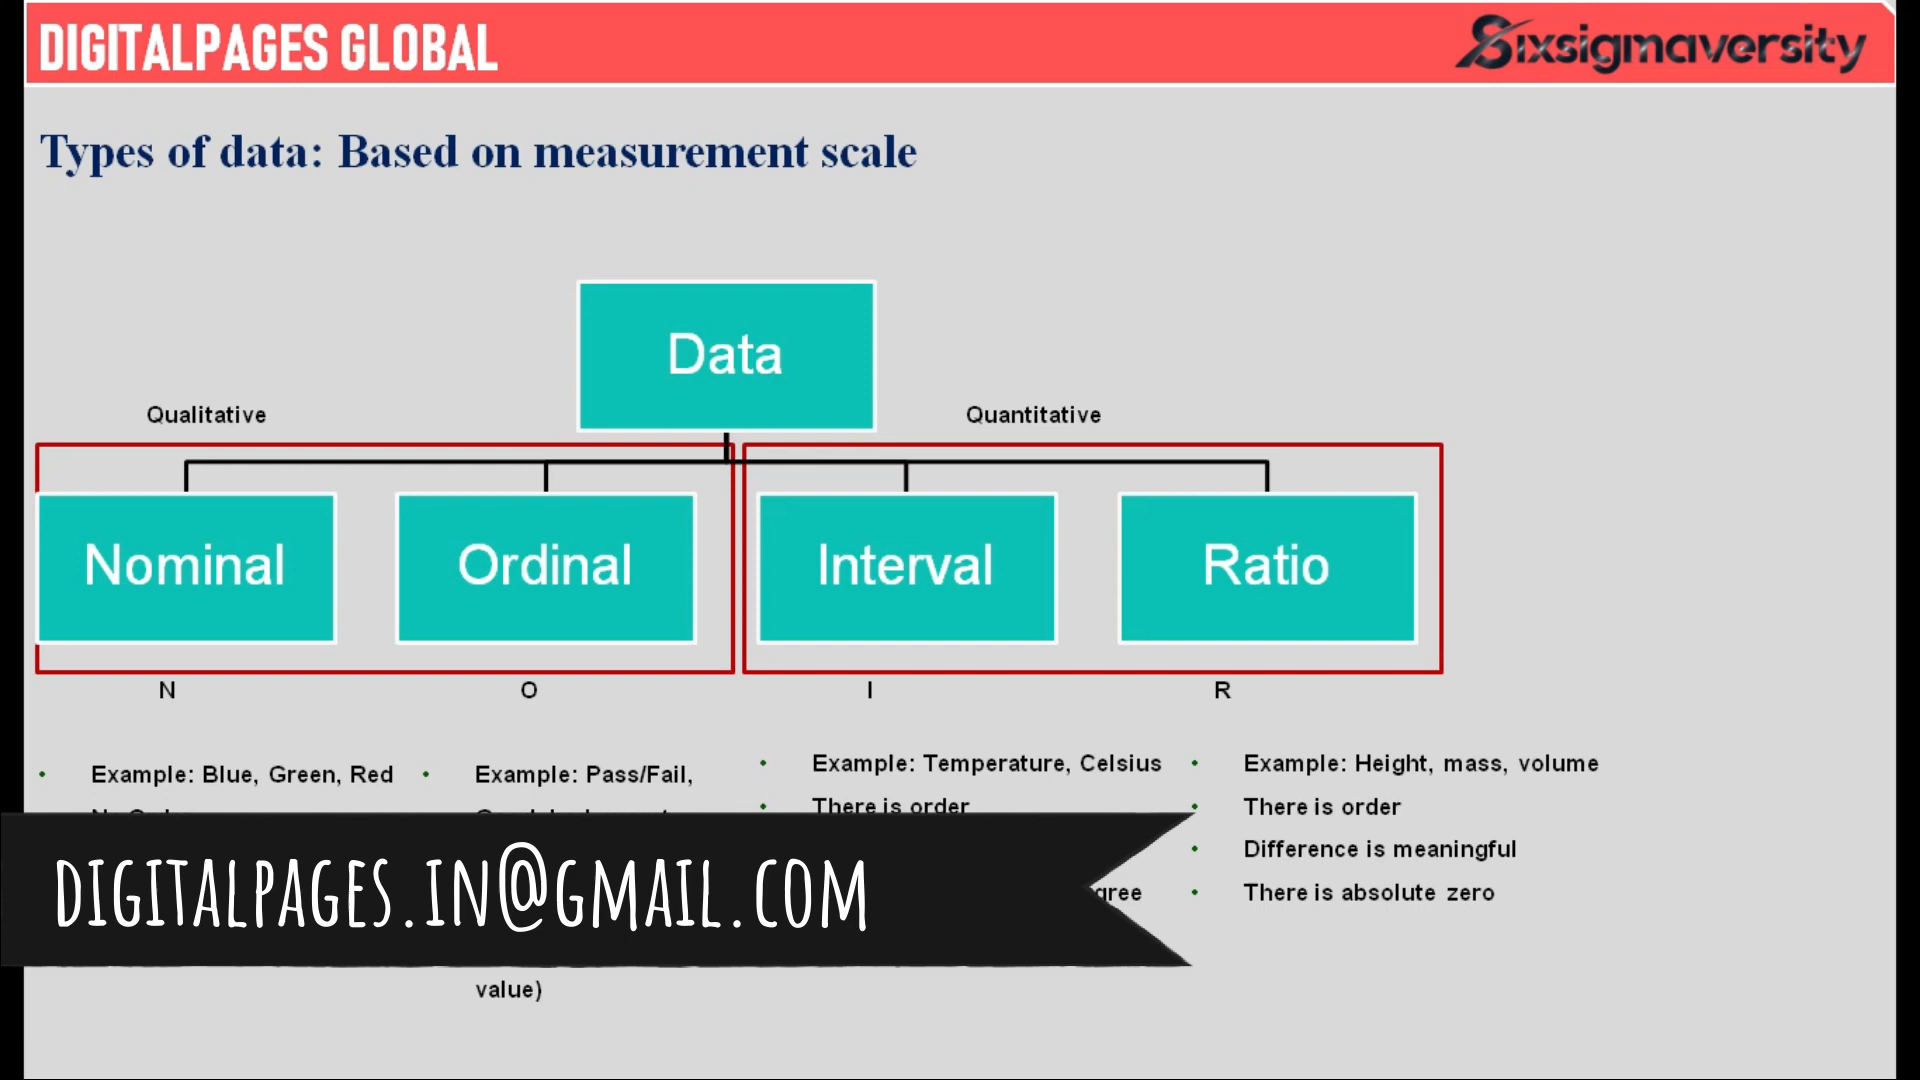 DIGITALPAGES GLOBAL
Sixsigmaversity
Types of data: Based on measurement scale
Data
Qualitative
Quantitative
Nominal
Ordinal
Interval
Ratio
N
O
I
R
• Example: Blue, Green, Red
• Example: Pass/Fail,
value)
• Example: Temperature, Celsius
• There is order
• Example: Height, mass, volume
• There is order
• Difference is meaningful
• There is absolute zero
DIGITALPAGES.IN@GMAIL.COM